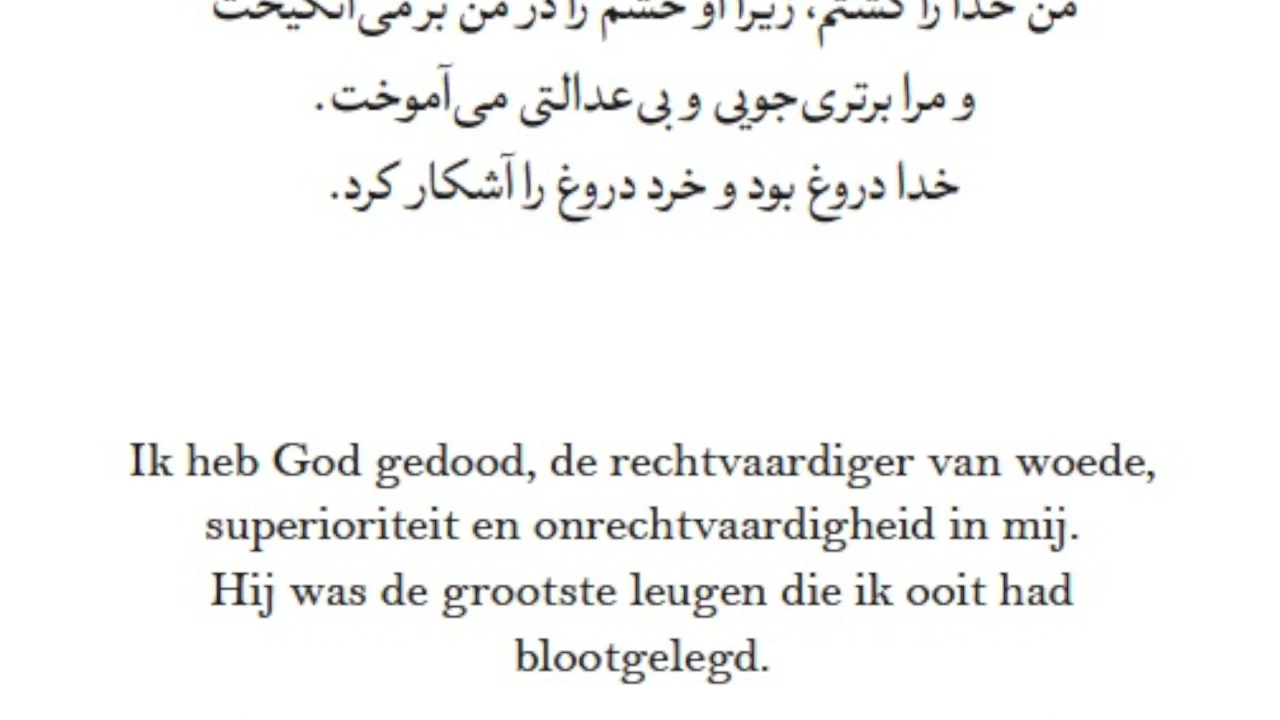 من خدا را کشتم، زیرا او خشم را در من برمی‌انگیخت
و مرا برتری‌جویی و بی‌عدالتی می‌آموخت.
خدا دروغ بود و خرد دروغ را آشکار کرد.
Ik heb God gedood, de rechtvaardiger van woede,
superioriteit en onrechtvaardigheid in mij.
Hij was de grootste leugen die ik ooit had
blootgelegd.